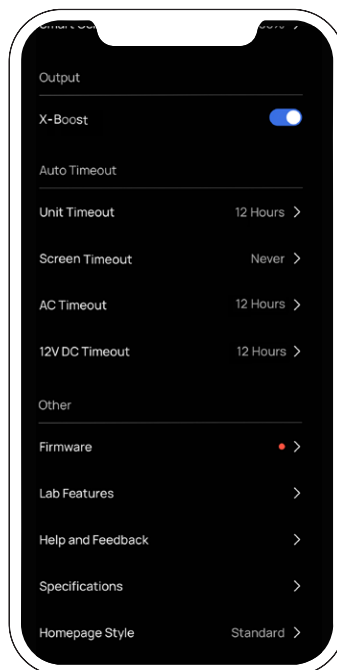 Output
X-Boost
Auto Timeout
Unit Timeout 12 Hours
Screen Timeout Never
AC Timeout 12 Hours
12V DC Timeout 12 Hours
Other
Firmware
Lab Features
Help and Feedback
Specifications
Homepage Style Standard